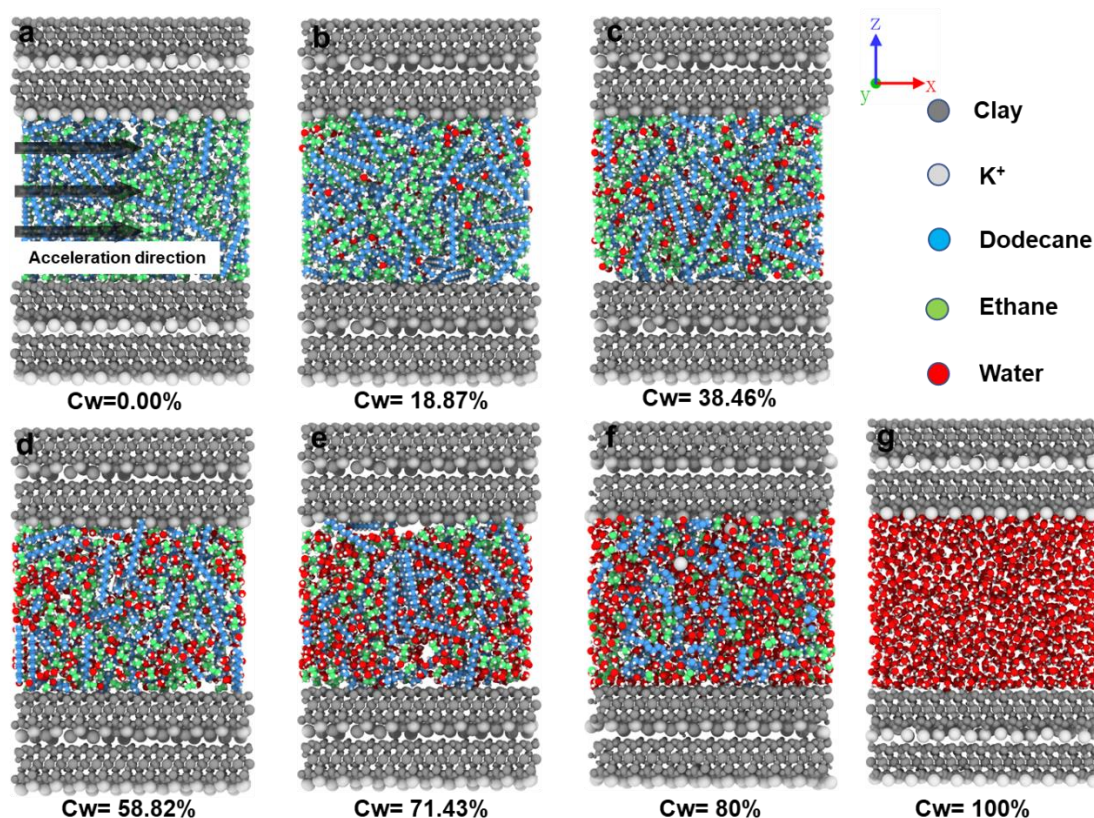 a
b
c
z
x
y
Clay
K⁺
Dodecane
Ethane
Water
Acceleration direction
Cw=0.00%
Cw= 18.87%
Cw= 38.46%
d
e
f
g
Cw= 58.82%
Cw= 71.43%
Cw= 80%
Cw= 100%